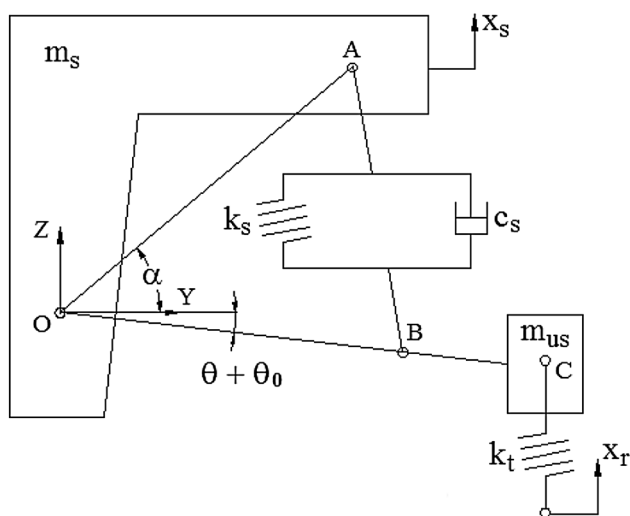 m_s
x_s
A
k_s
c_s
Z
α
Y
O
θ + θ₀
B
m_us
C
k_t
x_r